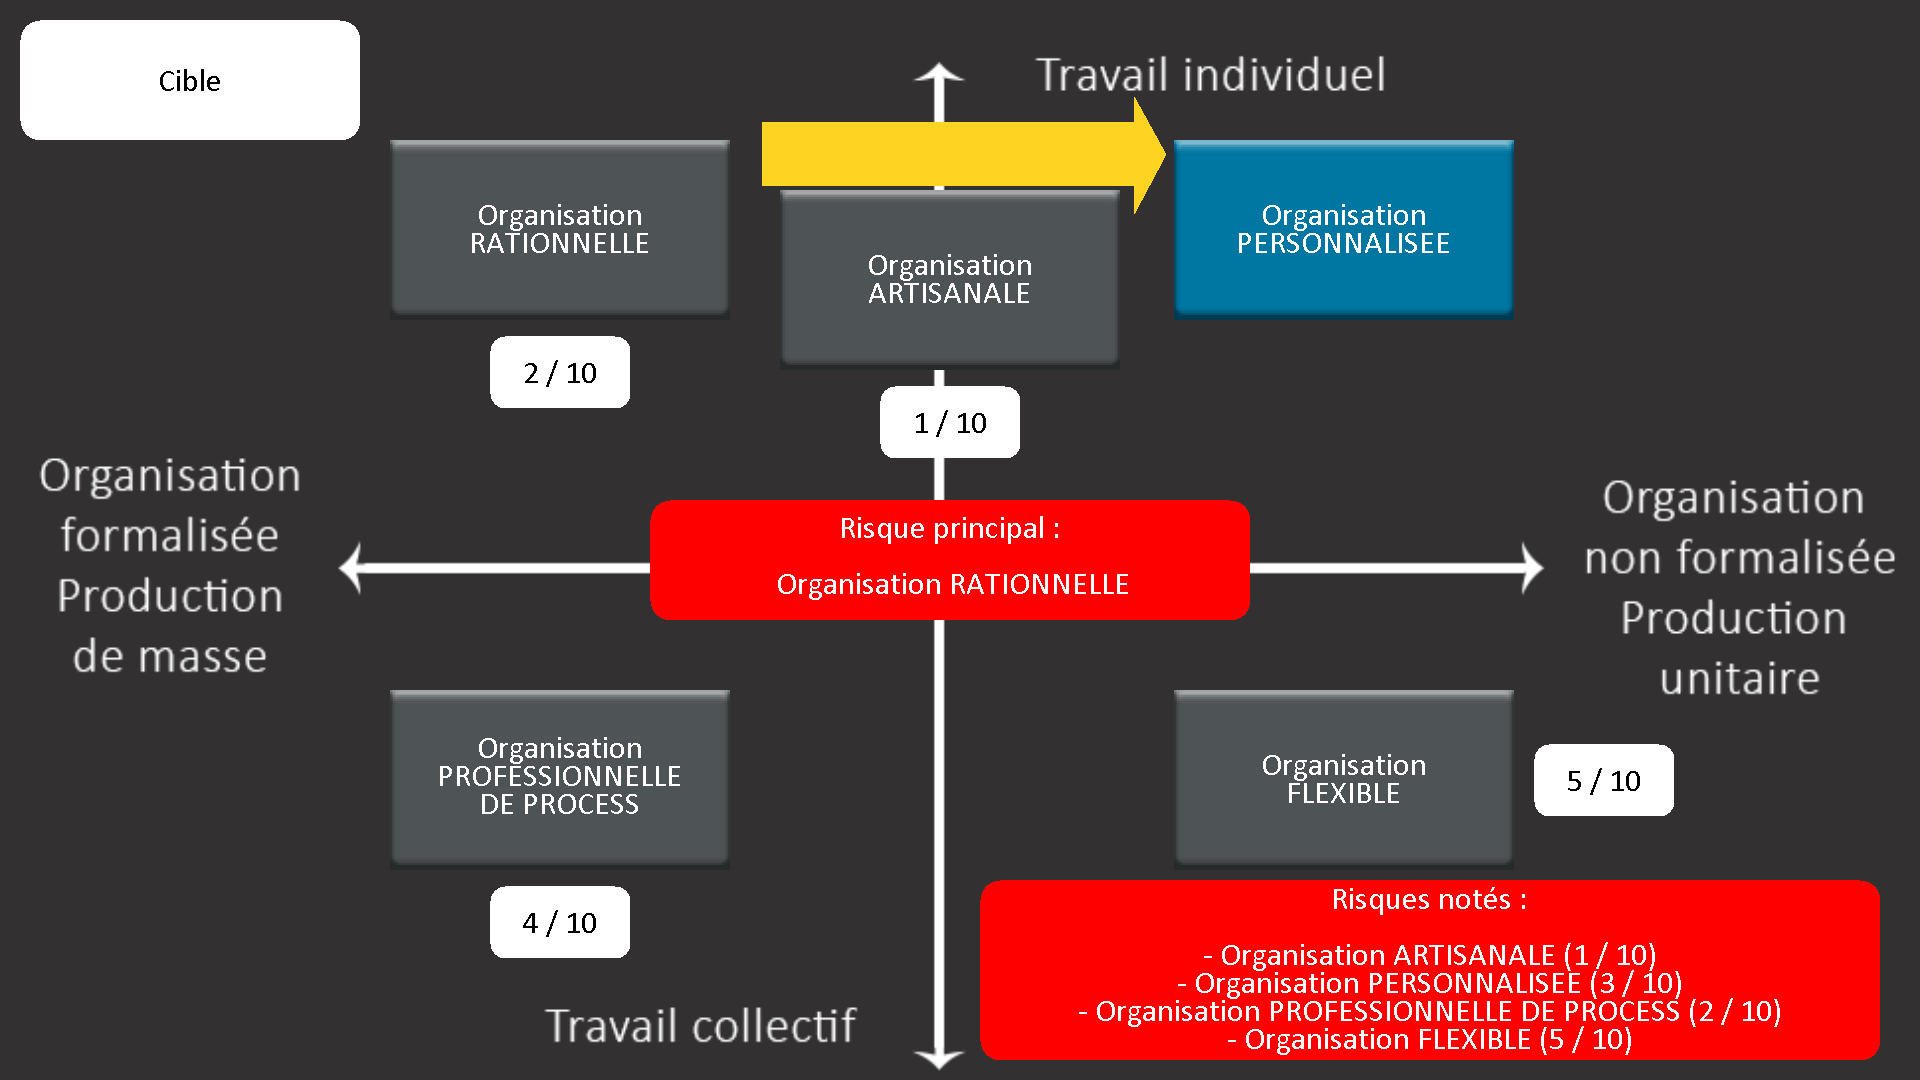 Cible
Travail individuel
Organisation
RATIONNELLE
2 / 10
Organisation
ARTISANALE
1 / 10
Organisation
PERSONNALISEE
Organisation
formalisée
Production
de masse
Risque principal :
Organisation RATIONNELLE
Organisation
non formalisée
Production
unitaire
Organisation
PROFESSIONNELLE
DE PROCESS
4 / 10
Organisation
FLEXIBLE
5 / 10
Travail collectif
Risques notés :
- Organisation ARTISANALE (1 / 10)
- Organisation PERSONNALISEE (3 / 10)
- Organisation PROFESSIONNELLE DE PROCESS (2 / 10)
- Organisation FLEXIBLE (5 / 10)